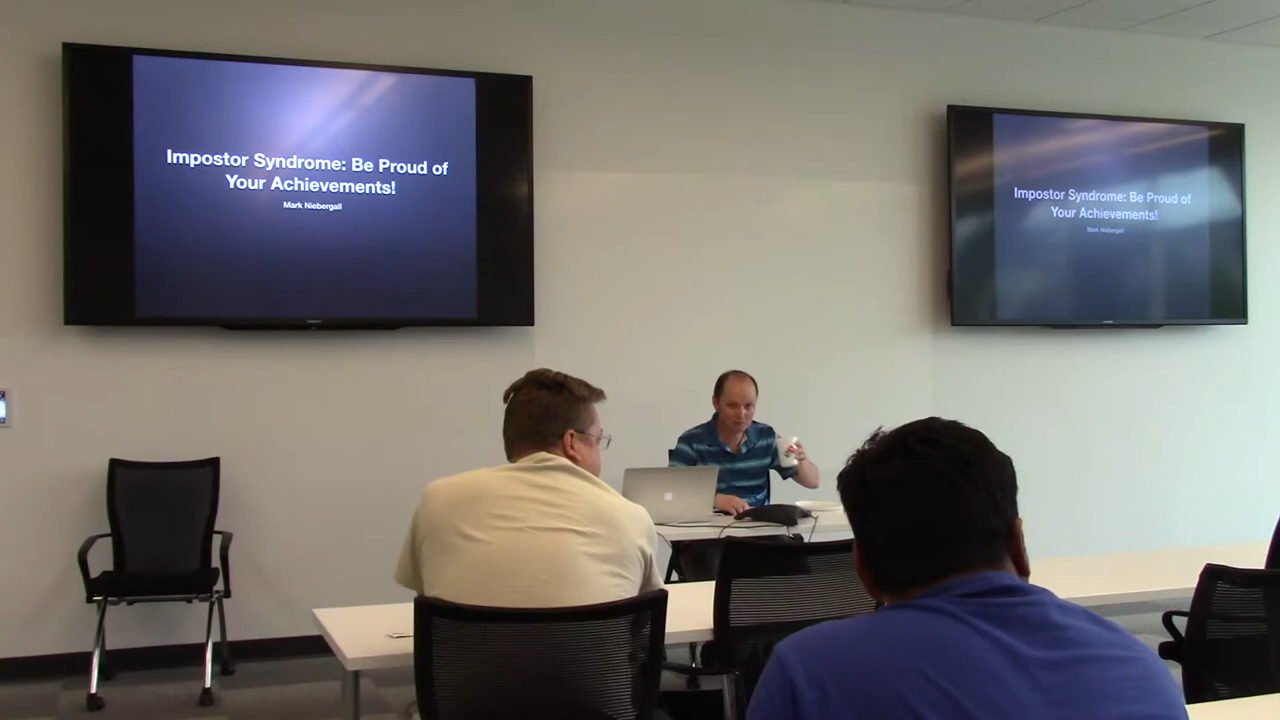 Impostor Syndrome: Be Proud of
Your Achievements!
Mark Niebergall
Impostor Syndrome: Be Proud of
Your Achievements!
Mark Niebergall